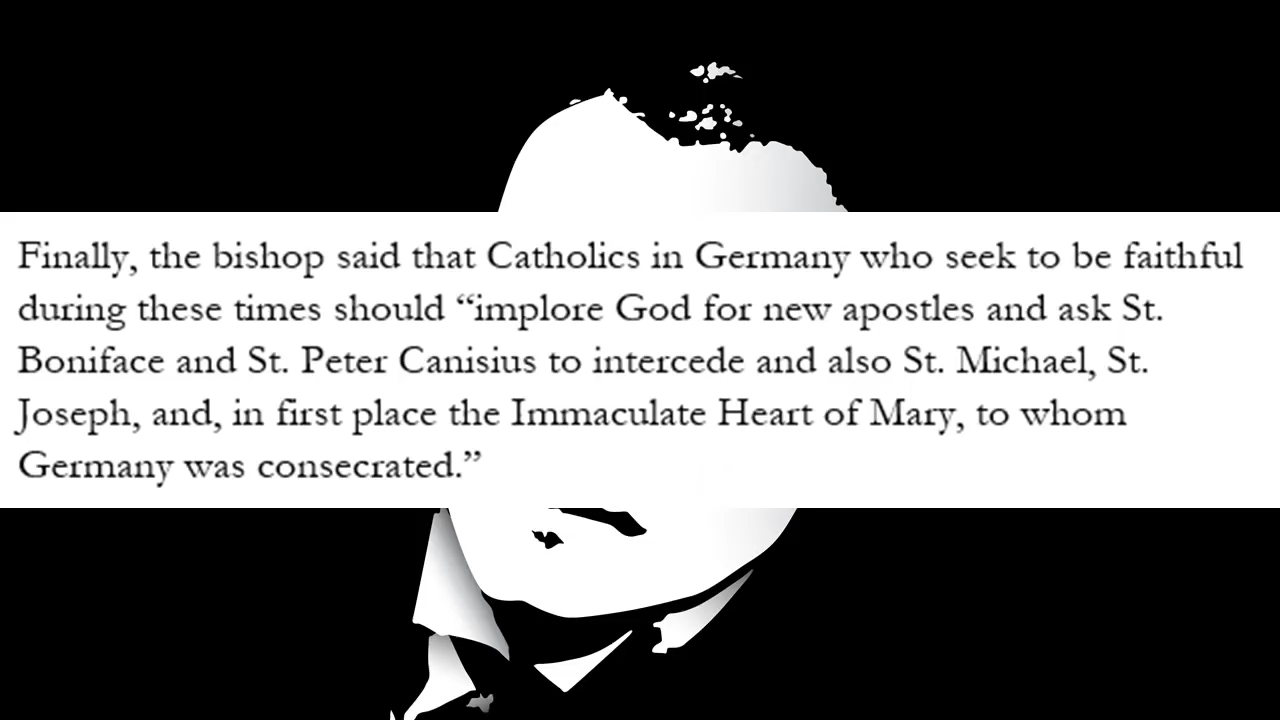 Finally, the bishop said that Catholics in Germany who seek to be faithful
during these times should “implore God for new apostles and ask St.
Boniface and St. Peter Canisius to intercede and also St. Michael, St.
Joseph, and, in first place the Immaculate Heart of Mary, to whom
Germany was consecrated.”